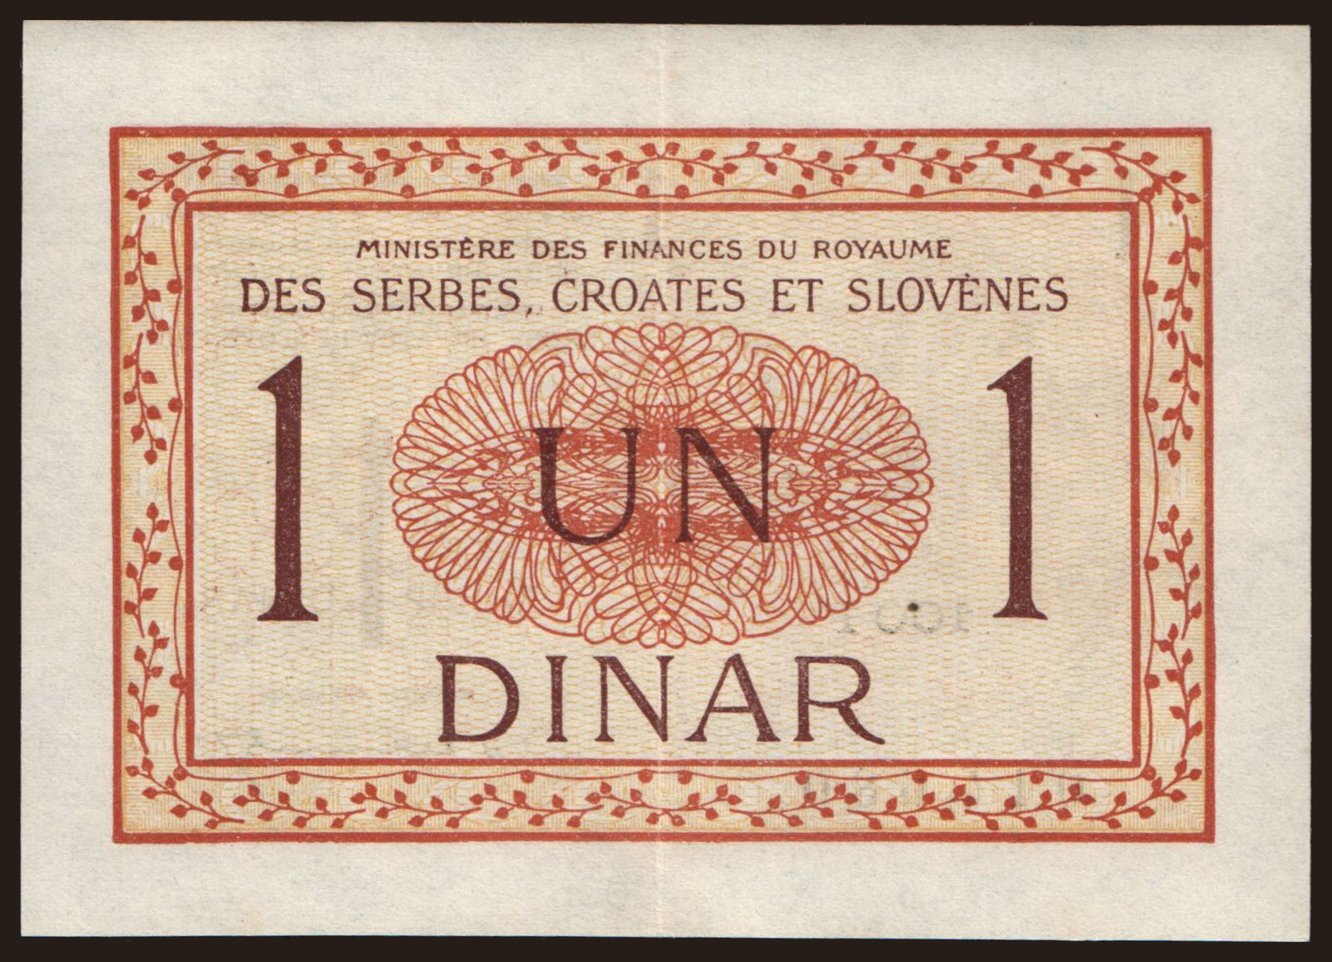 MINISTÈRE DES FINANCES DU ROYAUME
DES SERBES, CROATES ET SLOVÈNES
1 UN 1
DINAR